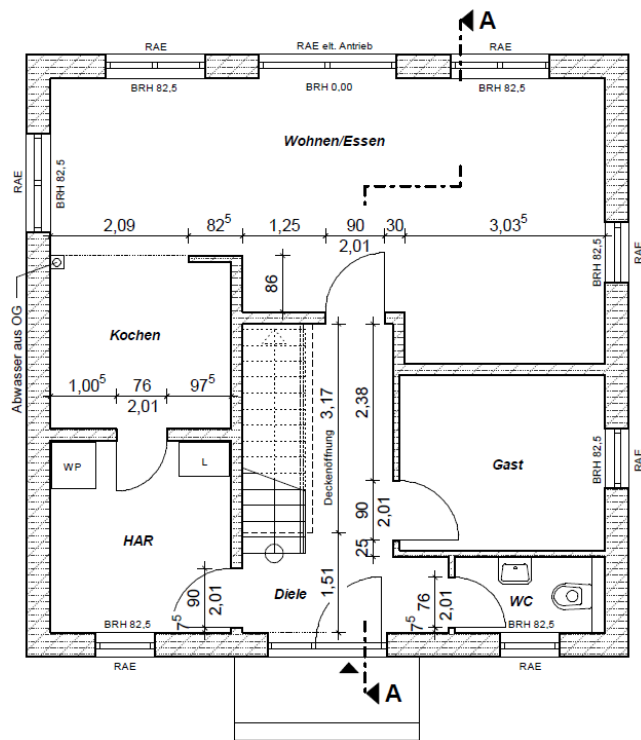 A
RAE
RAE elt. Antrieb
RAE
BRH 82,5
BRH 0,00
BRH 82,5
Wohnen/Essen
RAE
BRH 82,5
2,09
82⁵
1,25
90
2,01
30
3,03⁵
BRH 82,5
RAE
86
Abwasser aus OG
Kochen
1,00⁵
76
2,01
97⁵
Deckenöffnung
3,17
2,38
WP
L
Gast
BRH 82,5
RAE
90
2,01
25
HAR
90
2,01
7⁵
Diele
1,51
76
2,01
7⁵
WC
BRH 82,5
BRH 82,5
RAE
RAE
A